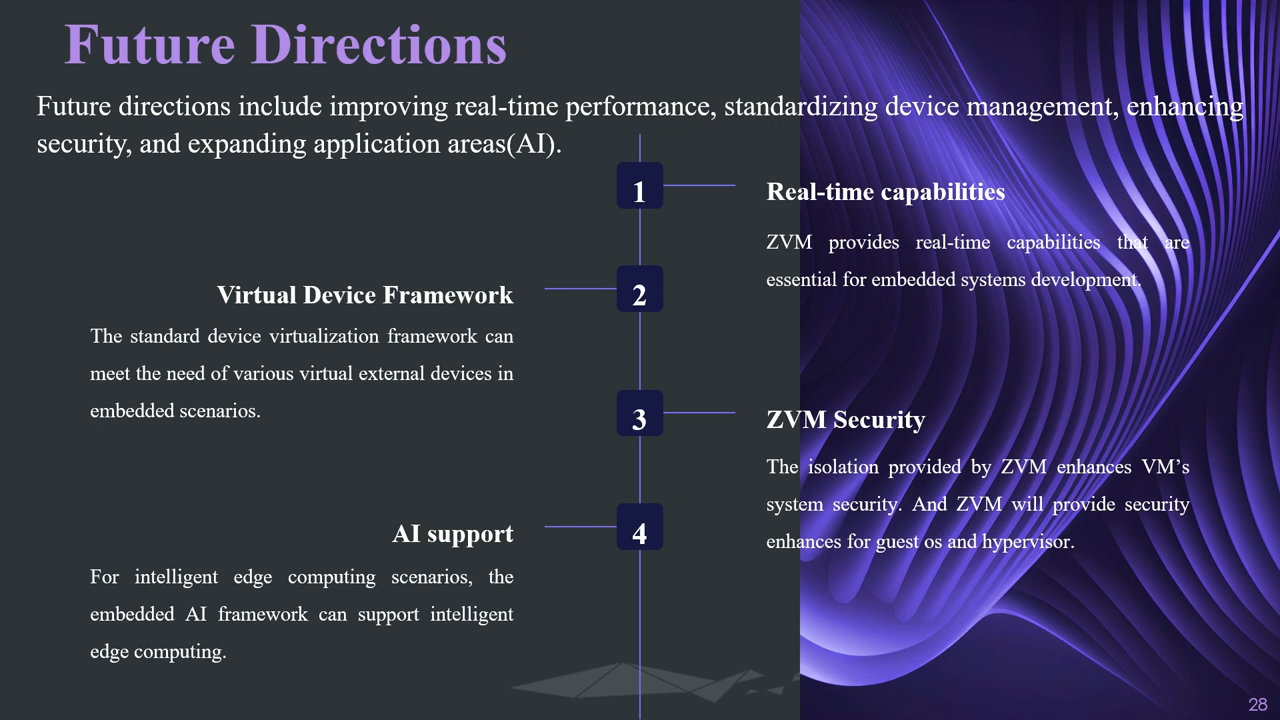 Future Directions
Future directions include improving real-time performance, standardizing device management, enhancing
security, and expanding application areas(AI).
1
Real-time capabilities
ZVM provides real-time capabilities that are
essential for embedded systems development.
2
Virtual Device Framework
The standard device virtualization framework can
meet the need of various virtual external devices in
embedded scenarios.
3
ZVM Security
The isolation provided by ZVM enhances VM’s
system security. And ZVM will provide security
enhances for guest os and hypervisor.
4
AI support
For intelligent edge computing scenarios, the
embedded AI framework can support intelligent
edge computing.
28